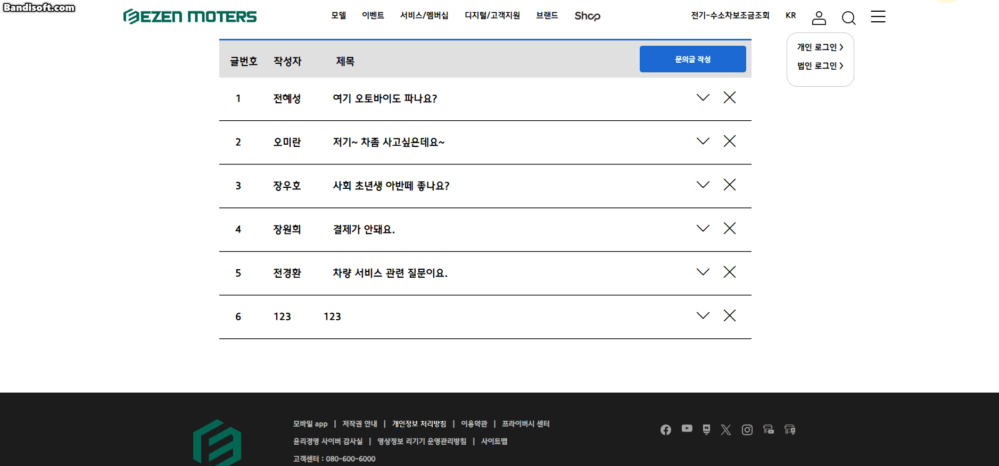 Bandisoft.com
EZEN MOTERS
모델 이벤트 서비스/멤버십 디지털/고객지원 브랜드 Shop 전기-수소차보조금조회 KR
개인 로그인 >
법인 로그인 >
글번호 작성자 제목 문의글 작성
1 전혜성 여기 오토바이도 파나요?
2 오미란 저기~ 차좀 사고싶은데요~
3 장우호 사회 초년생 아반떼 좋나요?
4 장원희 결제가 안돼요.
5 전경환 차량 서비스 관련 질문이요.
6 123 123
모바일 app | 저작권 안내 | 개인정보 처리방침 | 이용약관 | 프라이버시 센터
윤리경영 사이버 감사실 | 영상정보 리기기 운영관리방침 | 사이트맵
고객센터 : 080-600-6000